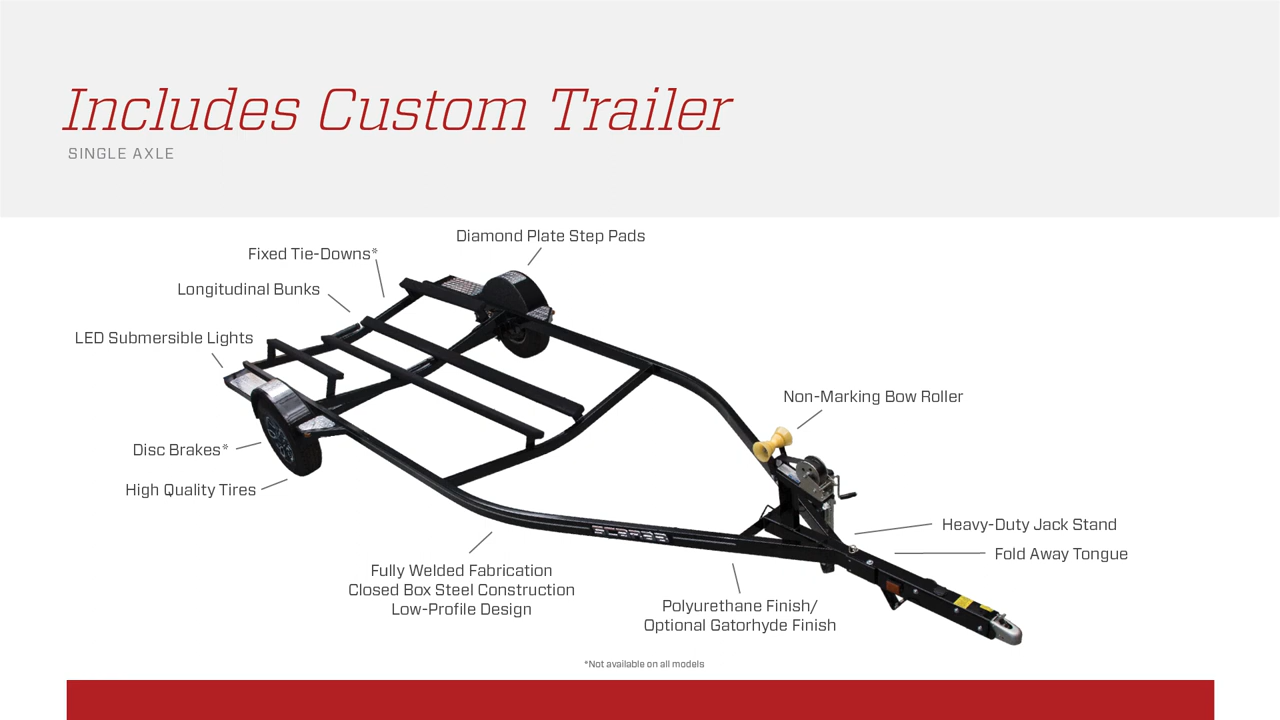 Includes Custom Trailer
SINGLE AXLE
Diamond Plate Step Pads
Fixed Tie-Downs*
Longitudinal Bunks
LED Submersible Lights
Non-Marking Bow Roller
Disc Brakes*
High Quality Tires
Heavy-Duty Jack Stand
Fold Away Tongue
Fully Welded Fabrication
Closed Box Steel Construction
Low-Profile Design
Polyurethane Finish/
Optional Gatorhyde Finish
*Not available on all models